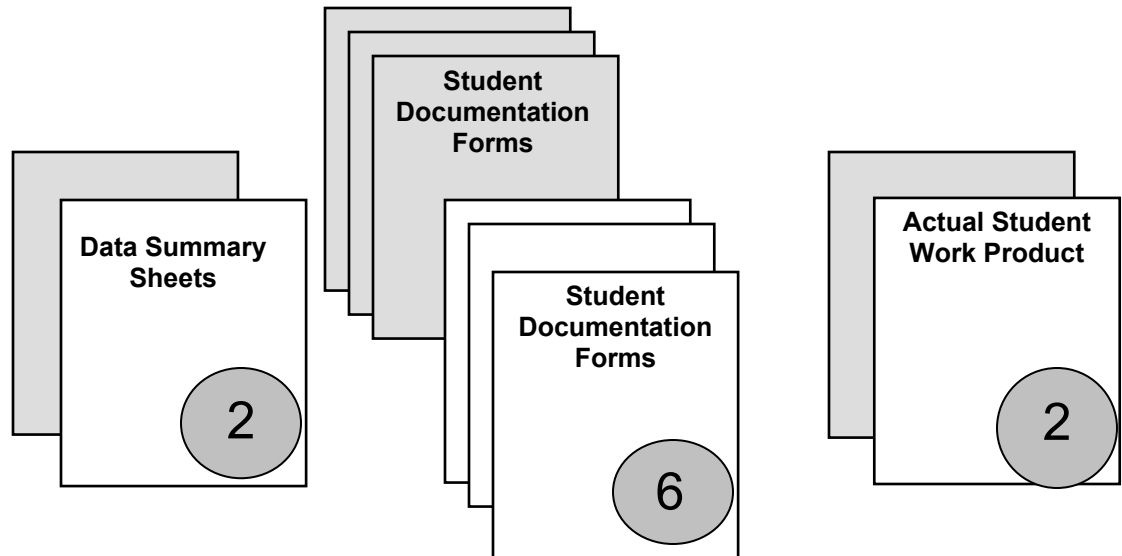 Data Summary
Sheets
2
Student
Documentation
Forms
Student
Documentation
Forms
6
Actual Student
Work Product
2